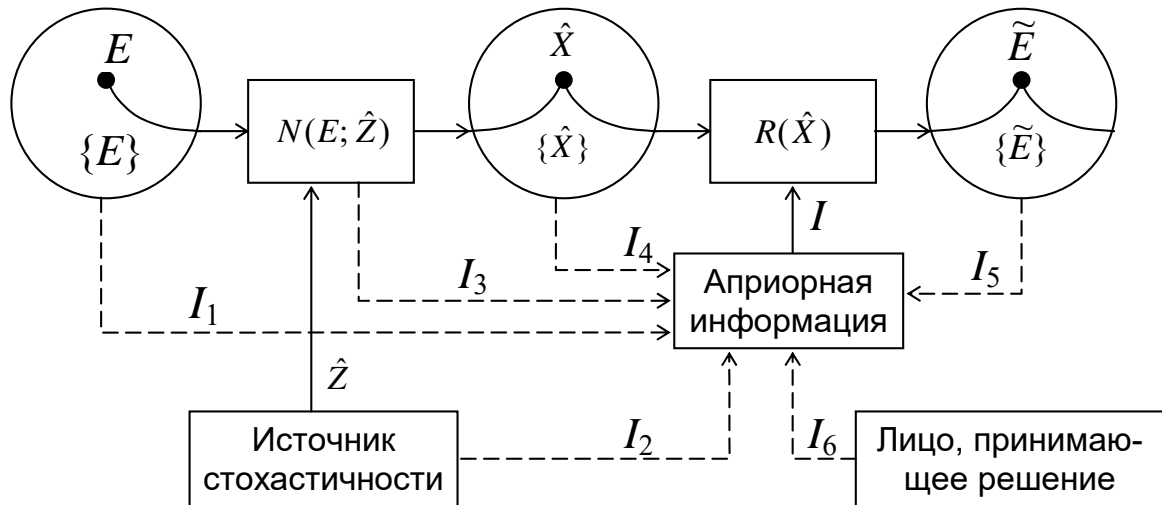 E
{E}
N(E; Ẑ)
X̂
{X̂}
R(X̂)
Ẽ
{Ẽ}
I
I₄
I₃
I₅
I₁
Априорная
информация
Ẑ
Источник
стохастичности
I₂
I₆
Лицо, принимаю-
щее решение